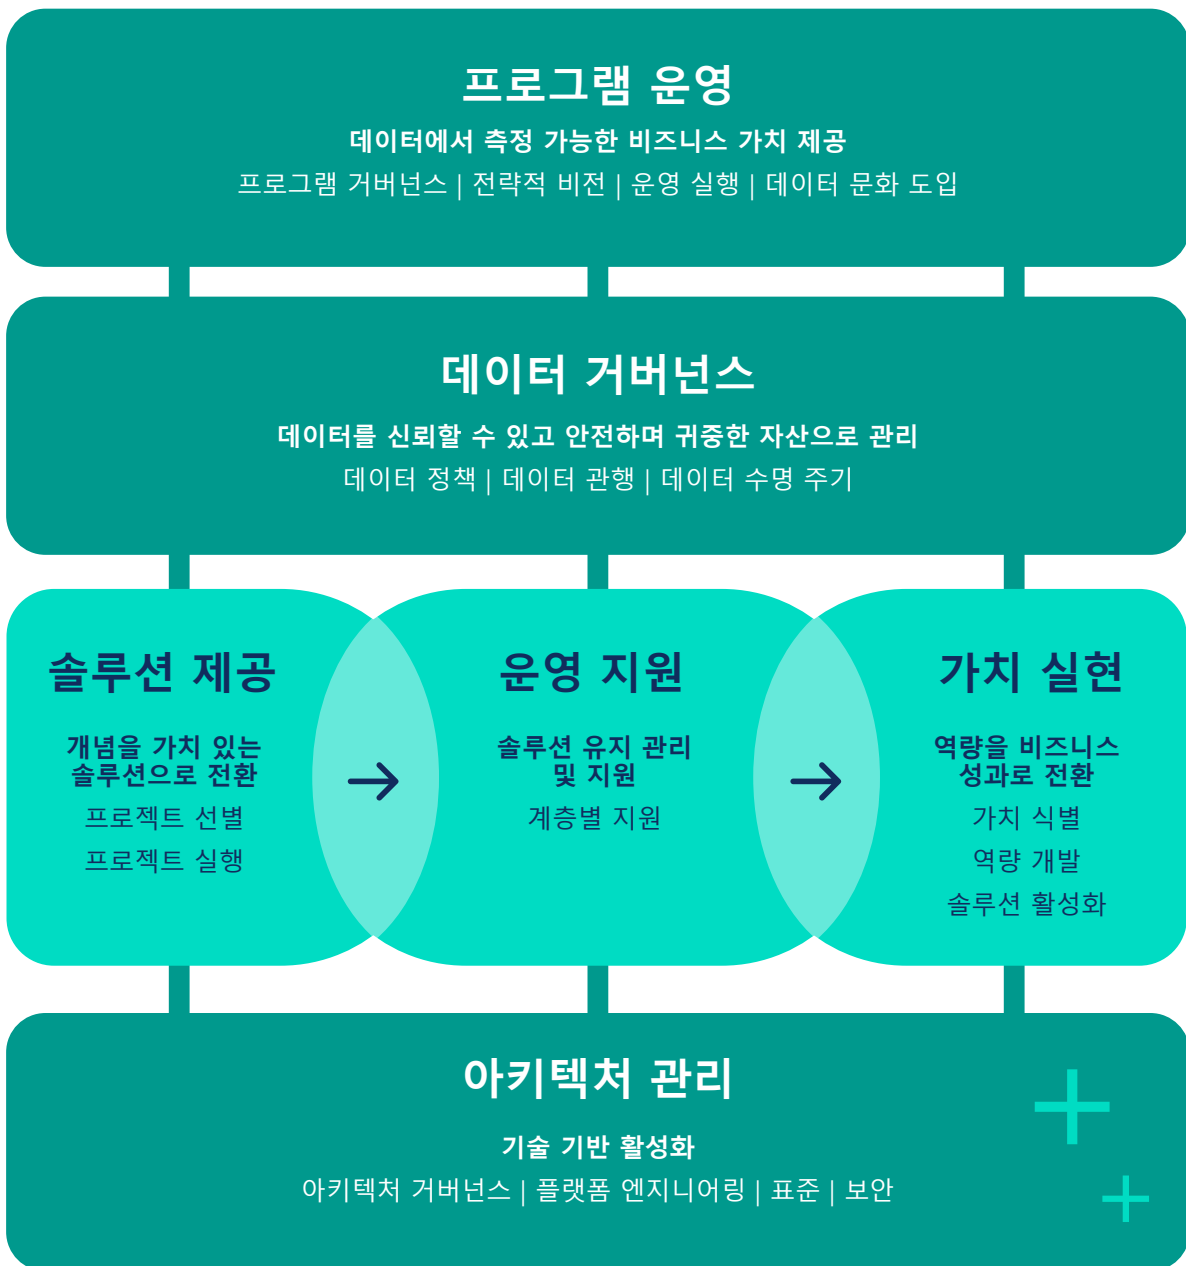 프로그램 운영
데이터에서 측정 가능한 비즈니스 가치 제공
프로그램 거버넌스 | 전략적 비전 | 운영 실행 | 데이터 문화 도입
데이터 거버넌스
데이터를 신뢰할 수 있고 안전하며 귀중한 자산으로 관리
데이터 정책 | 데이터 관행 | 데이터 수명 주기
솔루션 제공
개념을 가치 있는
솔루션으로 전환
프로젝트 선별
프로젝트 실행
운영 지원
솔루션 유지 관리
및 지원
계층별 지원
가치 실현
역량을 비즈니스
성과로 전환
가치 식별
역량 개발
솔루션 활성화
아키텍처 관리
기술 기반 활성화
아키텍처 거버넌스 | 플랫폼 엔지니어링 | 표준 | 보안